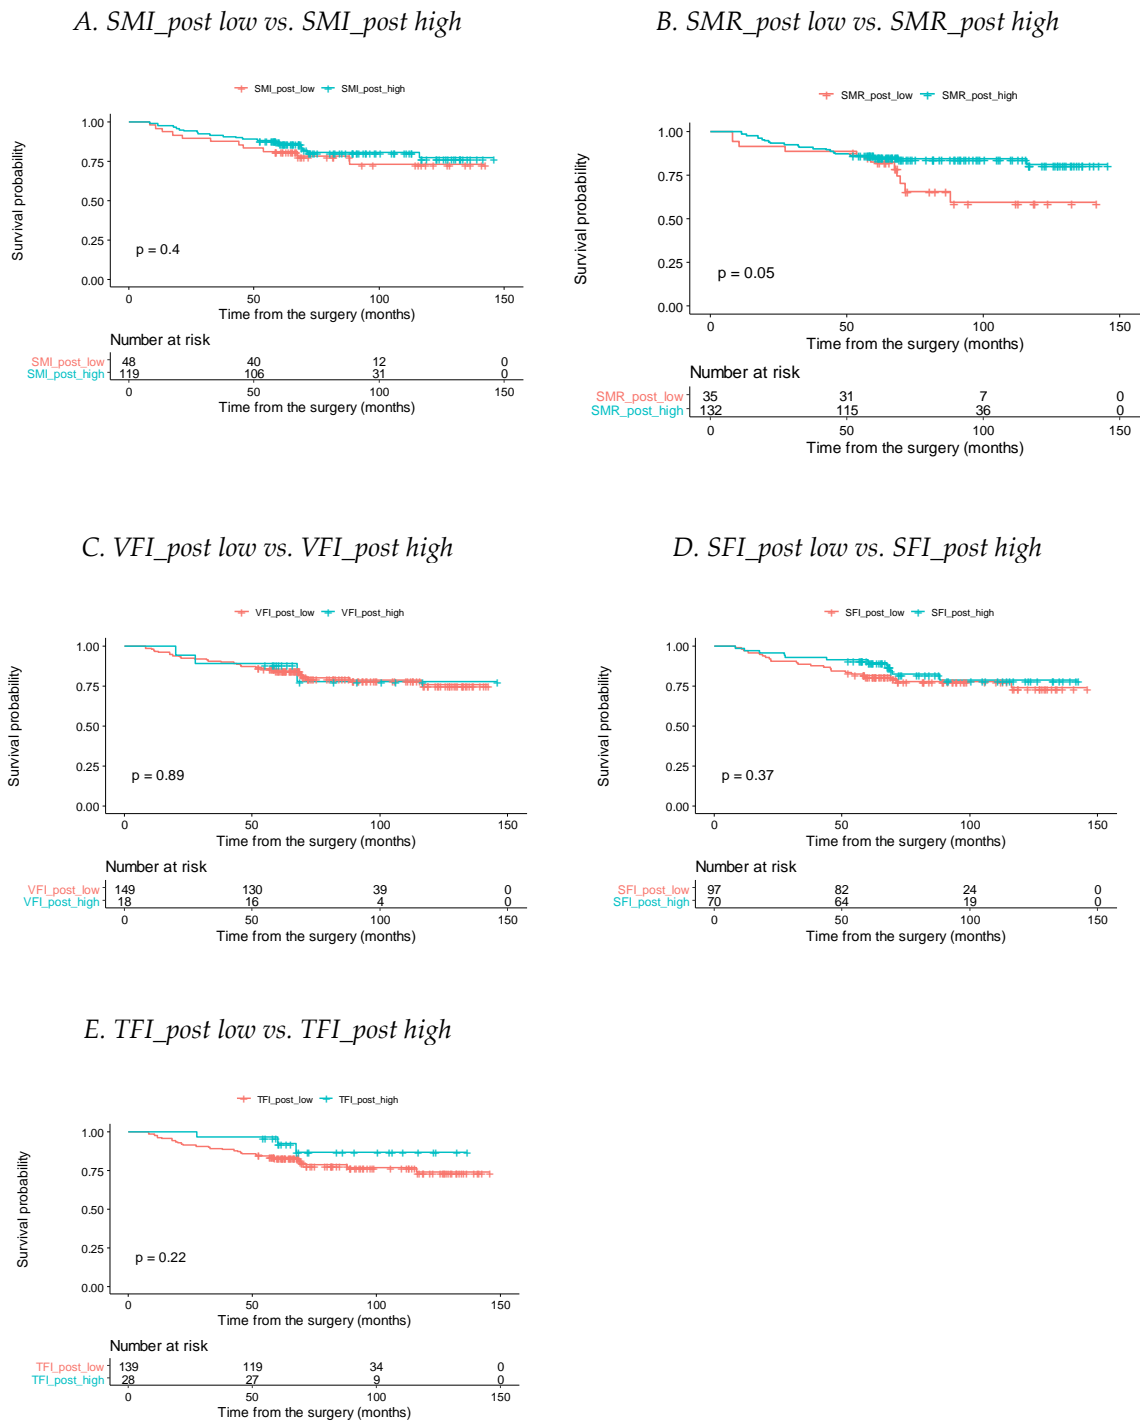 A. SMI_post low vs. SMI_post high
SMI_post_low SMI_post_high
Survival probability
1.00
0.75
0.50
0.25
0.00
p = 0.4
0 50 100 150
Time from the surgery (months)
Number at risk
SMI_post_low 48 40 12 0
SMI_post_high 119 106 31 0
0 50 100 150
Time from the surgery (months)
B. SMR_post low vs. SMR_post high
SMR_post_low SMR_post_high
Survival probability
1.00
0.75
0.50
0.25
0.00
p = 0.05
0 50 100 150
Time from the surgery (months)
Number at risk
SMR_post_low 35 31 7 0
SMR_post_high 132 115 36 0
0 50 100 150
Time from the surgery (months)
C. VFI_post low vs. VFI_post high
VFI_post_low VFI_post_high
Survival probability
1.00
0.75
0.50
0.25
0.00
p = 0.89
0 50 100 150
Time from the surgery (months)
Number at risk
VFI_post_low 149 130 39 0
VFI_post_high 18 16 4 0
0 50 100 150
Time from the surgery (months)
D. SFI_post low vs. SFI_post high
SFI_post_low SFI_post_high
Survival probability
1.00
0.75
0.50
0.25
0.00
p = 0.37
0 50 100 150
Time from the surgery (months)
Number at risk
SFI_post_low 97 82 24 0
SFI_post_high 70 64 19 0
0 50 100 150
Time from the surgery (months)
E. TFI_post low vs. TFI_post high
TFI_post_low TFI_post_high
Survival probability
1.00
0.75
0.50
0.25
0.00
p = 0.22
0 50 100 150
Time from the surgery (months)
Number at risk
TFI_post_low 139 119 34 0
TFI_post_high 28 27 9 0
0 50 100 150
Time from the surgery (months)